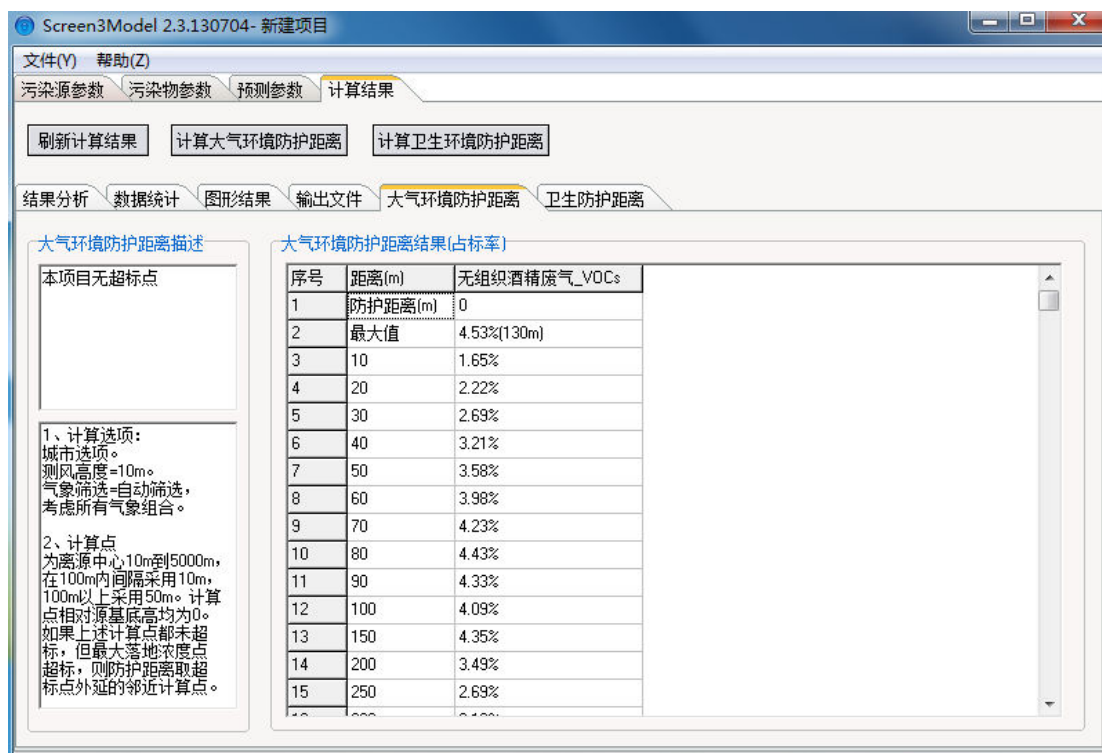 Screen3Model 2.3.130704- 新建项目
文件(Y) 帮助(Z)
污染源参数 污染物参数 预测参数 计算结果
刷新计算结果 计算大气环境防护距离 计算卫生环境防护距离
结果分析 数据统计 图形结果 输出文件 大气环境防护距离 卫生防护距离
大气环境防护距离描述
本项目无超标点
1、计算选项:
城市选项。
测风高度=10m。
气象筛选=自动筛选,
考虑所有气象组合。
2、计算点
为离源中心10m到5000m,
在100m内间隔采用10m,
100m以上采用50m。计算
点相对源基底高均为0。
如果上述计算点都未超
标,但最大落地浓度点
超标,则防护距离取超
标点外延的邻近计算点。
大气环境防护距离结果(占标率)
序号 距离(m) 无组织酒精废气_VOCs
1 防护距离(m) 0
2 最大值 4.53%(130m)
3 10 1.65%
4 20 2.22%
5 30 2.69%
6 40 3.21%
7 50 3.58%
8 60 3.98%
9 70 4.23%
10 80 4.43%
11 90 4.33%
12 100 4.09%
13 150 4.35%
14 200 3.49%
15 250 2.69%